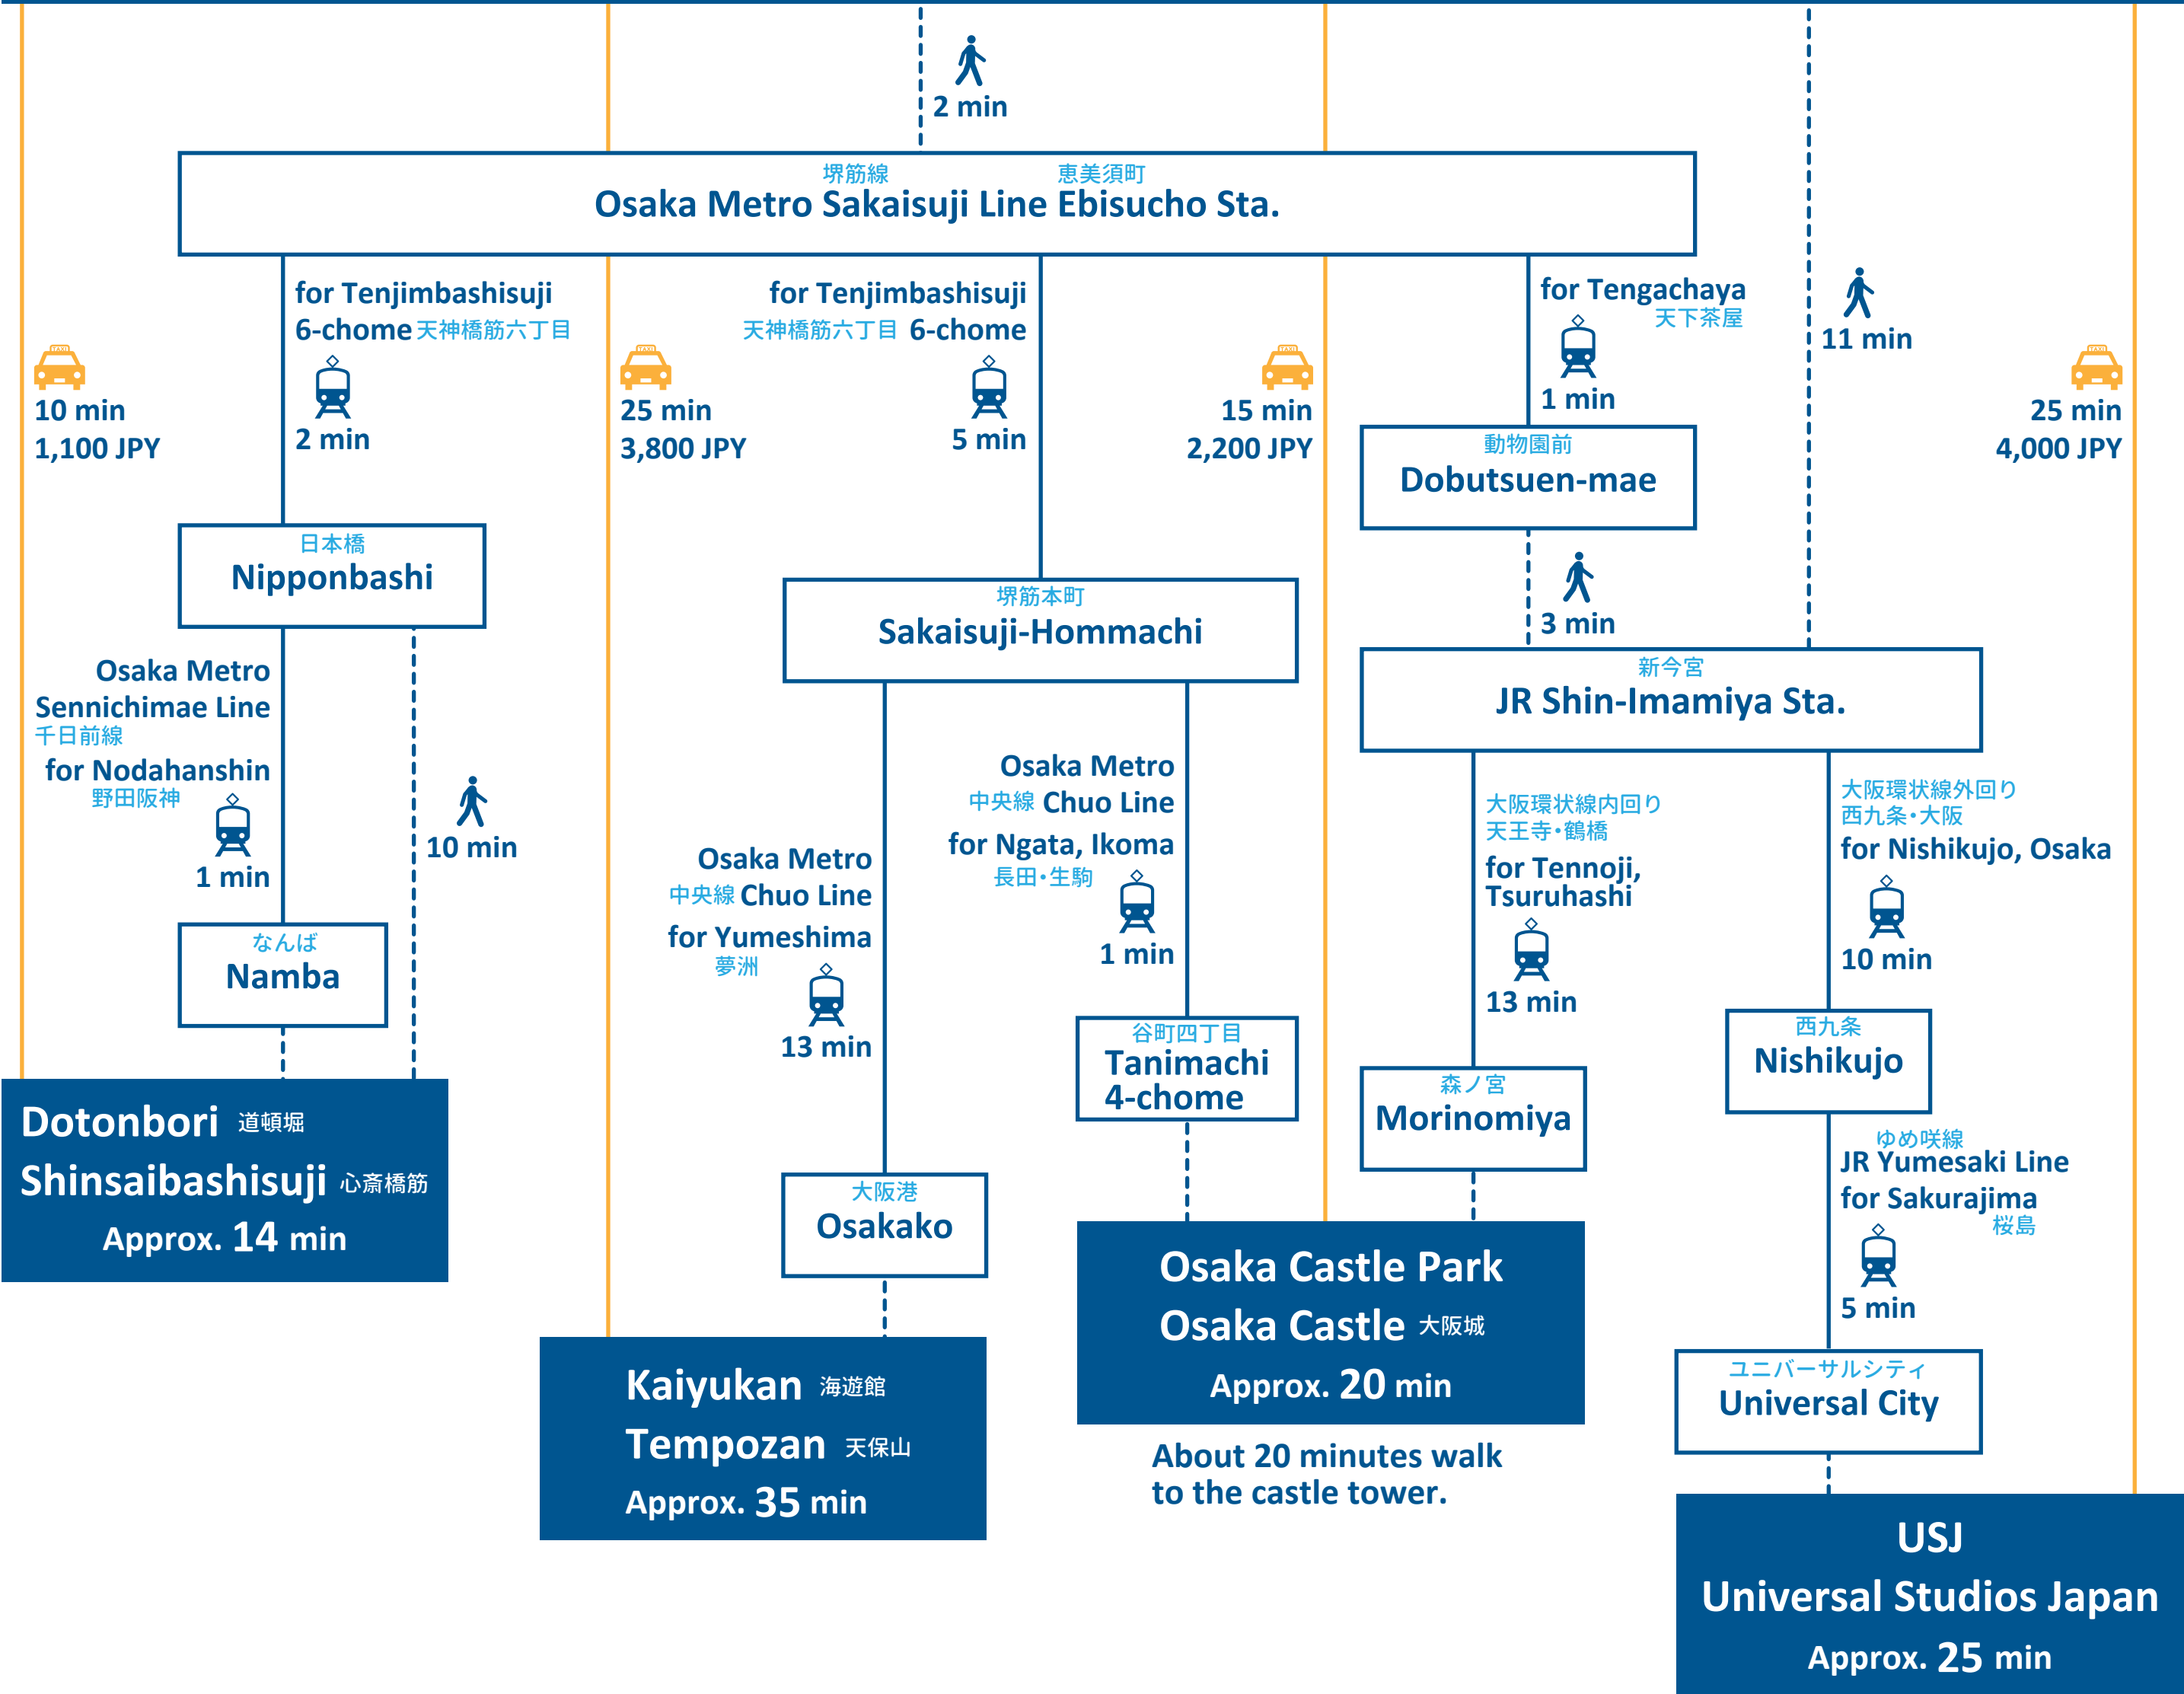 2 min
堺筋線 恵美須町
Osaka Metro Sakaisuji Line Ebisucho Sta.
10 min
1,100 JPY
for Tenjimbashisuji
6-chome 天神橋筋六丁目
2 min
TAXI
25 min
3,800 JPY
for Tenjimbashisuji
天神橋筋六丁目 6-chome
5 min
15 min
2,200 JPY
for Tengachaya
天下茶屋
1 min
11 min
25 min
4,000 JPY
動物園前
Dobutsuen-mae
3 min
日本橋
Nipponbashi
堺筋本町
Sakaisuji-Hommachi
新今宮
JR Shin-Imamiya Sta.
Osaka Metro
Sennichimae Line
千日前線
for Nodahanshin
野田阪神
1 min
10 min
なんば
Namba
Osaka Metro
中央線 Chuo Line
for Yumeshima
夢洲
13 min
Osaka Metro
中央線 Chuo Line
for Ngata, Ikoma
長田・生駒
1 min
大阪環状線内回り
天王寺・鶴橋
for Tennoji,
Tsuruhashi
13 min
大阪環状線外回り
西九条・大阪
for Nishikujo, Osaka
10 min
谷町四丁目
Tanimachi
4-chome
森ノ宮
Morinomiya
西九条
Nishikujo
ゆめ咲線
JR Yumesaki Line
for Sakurajima
桜島
5 min
Dotonbori 道頓堀
Shinsaibashisuji 心斎橋筋
Approx. 14 min
大阪港
Osakako
Kaiyukan 海遊館
Tempozan 天保山
Approx. 35 min
Osaka Castle Park
Osaka Castle 大阪城
Approx. 20 min
About 20 minutes walk
to the castle tower.
ユニバーサルシティ
Universal City
USJ
Universal Studios Japan
Approx. 25 min